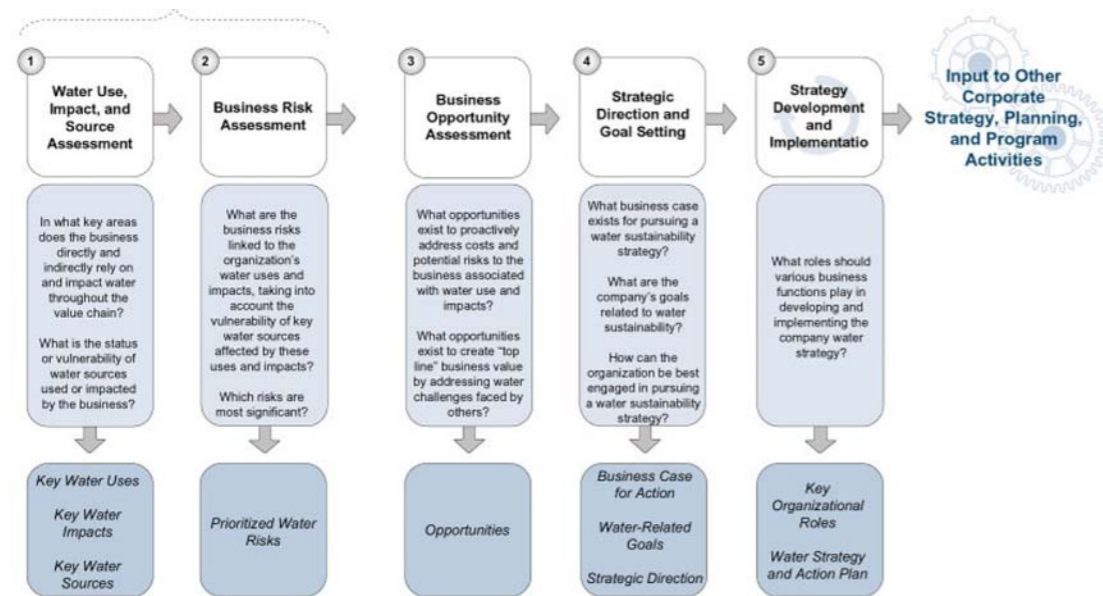 1
Water Use,
Impact, and
Source
Assessment
2
Business Risk
Assessment
3
Business
Opportunity
Assessment
4
Strategic
Direction and
Goal Setting
5
Strategy
Development
and
Implementatio
Input to Other
Corporate
Strategy, Planning,
and Program
Activities
In what key areas
does the business
directly and
indirectly rely on
and impact water
throughout the
value chain?
What is the status
or vulnerability of
water sources
used or impacted
by the business?
What are the
business risks
linked to the
organization's
water uses and
impacts, taking into
account the
vulnerability of key
water sources
affected by these
uses and impacts?
Which risks are
most significant?
What opportunities
exist to proactively
address costs and
potential risks to the
business associated
with water use and
impacts?
What opportunities
exist to create "top
line" business value
by addressing water
challenges faced by
others?
What business case
exists for pursuing a
water sustainability
strategy?
What are the
company's goals
related to water
sustainability?
How can the
organization be best
engaged in pursuing
a water sustainability
strategy?
What roles should
various business
functions play in
developing and
implementing the
company water
strategy?
Key Water Uses
Key Water
Impacts
Key Water
Sources
Prioritized Water
Risks
Opportunities
Business Case
for Action
Water-Related
Goals
Strategic Direction
Key
Organizational
Roles
Water Strategy
and Action Plan